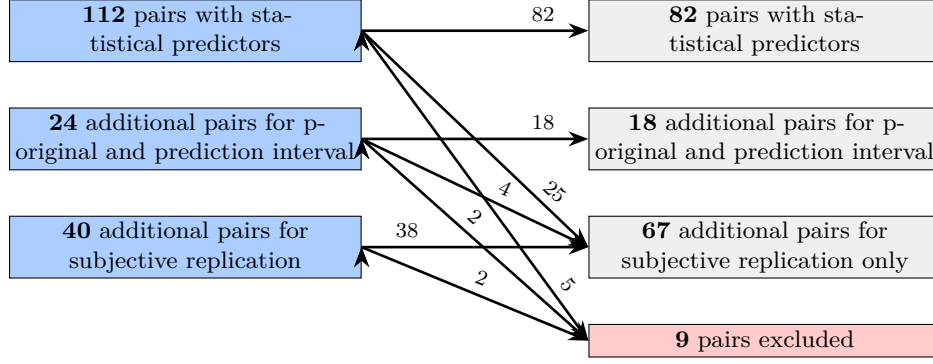 112 pairs with sta-
tistical predictors
82
82 pairs with sta-
tistical predictors
24 additional pairs for p-
original and prediction interval
18
18 additional pairs for p-
original and prediction interval
4
25
2
40 additional pairs for
subjective replication
38
67 additional pairs for
subjective replication only
2
5
9 pairs excluded